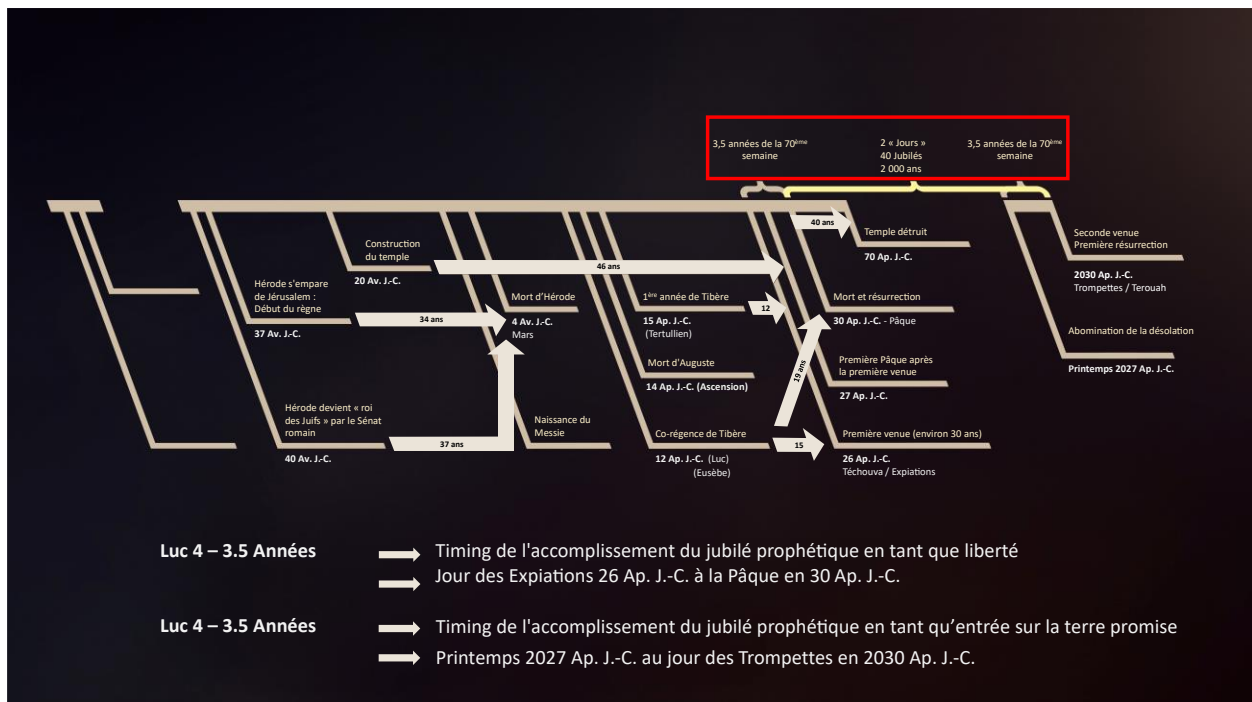 3,5 années de la 70ème
semaine
2 « Jours »
40 Jubilés
2 000 ans
3,5 années de la 70ème
semaine
40 ans
Temple détruit
70 Ap. J.-C.
Seconde venue
Première résurrection
2030 Ap. J.-C.
Trompettes / Terouah
Construction
du temple
20 Av. J.-C.
46 ans
Hérode s'empare
de Jérusalem :
Début du règne
37 Av. J.-C.
34 ans
Mort d'Hérode
4 Av. J.-C.
Mars
1ère année de Tibère
15 Ap. J.-C.
(Tertullien)
12
Mort et résurrection
30 Ap. J.-C. - Pâque
Abomination de la désolation
Printemps 2027 Ap. J.-C.
Mort d'Auguste
14 Ap. J.-C. (Ascension)
19 ans
Première Pâque après
la première venue
27 Ap. J.-C.
Hérode devient « roi
des Juifs » par le Sénat
romain
40 Av. J.-C.
37 ans
Naissance du
Messie
Co-régence de Tibère
12 Ap. J.-C. (Luc)
(Eusèbe)
15
Première venue (environ 30 ans)
26 Ap. J.-C.
Téchouva / Expiations
Luc 4 – 3.5 Années
Timing de l'accomplissement du jubilé prophétique en tant que liberté
Jour des Expiations 26 Ap. J.-C. à la Pâque en 30 Ap. J.-C.
Luc 4 – 3.5 Années
Timing de l'accomplissement du jubilé prophétique en tant qu'entrée sur la terre promise
Printemps 2027 Ap. J.-C. au jour des Trompettes en 2030 Ap. J.-C.